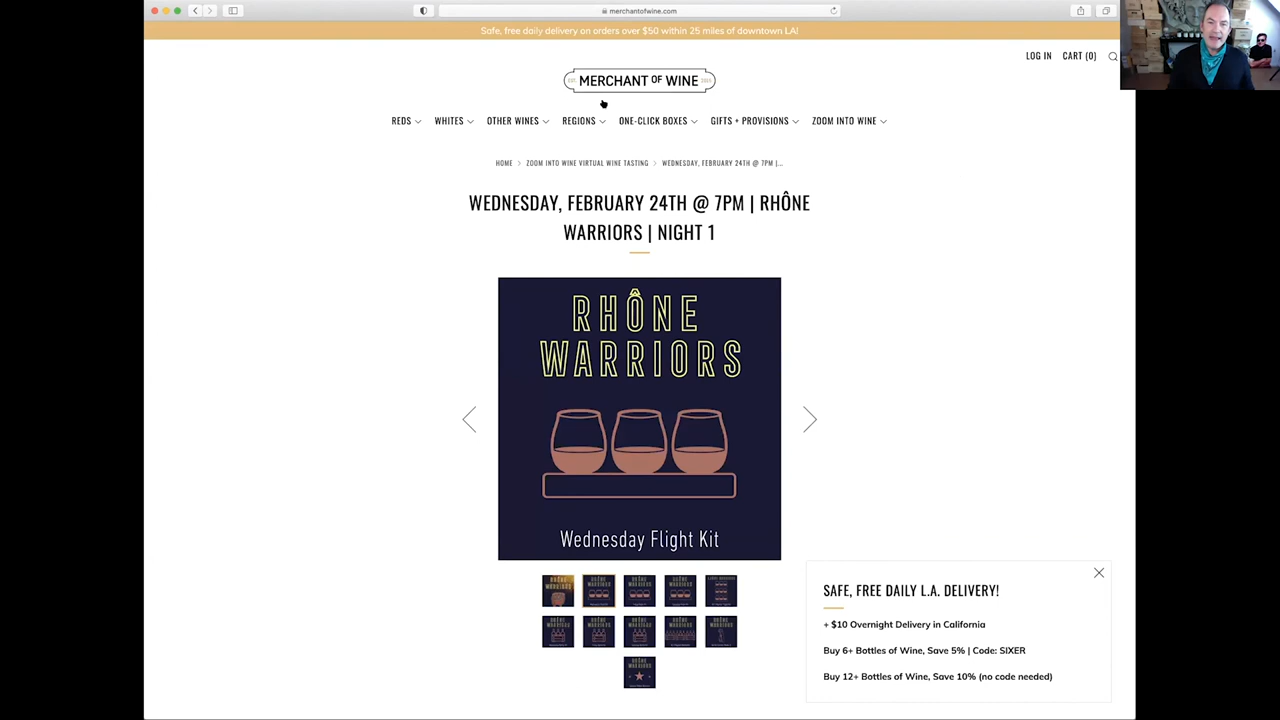 merchantofwine.com
Safe, free daily delivery on orders over $50 within 25 miles of downtown LA!
LOG IN CART (0)
MERCHANT OF WINE
REDS WHITES OTHER WINES REGIONS ONE-CLICK BOXES GIFTS + PROVISIONS ZOOM INTO WINE
HOME > ZOOM INTO WINE VIRTUAL WINE TASTING > WEDNESDAY, FEBRUARY 24TH @ 7PM |...
WEDNESDAY, FEBRUARY 24TH @ 7PM | RHÔNE
WARRIORS | NIGHT 1
RHÔNE
WARRIORS
Wednesday Flight Kit
SAFE, FREE DAILY L.A. DELIVERY!
+ $10 Overnight Delivery in California
Buy 6+ Bottles of Wine, Save 5% | Code: SIXER
Buy 12+ Bottles of Wine, Save 10% (no code needed)